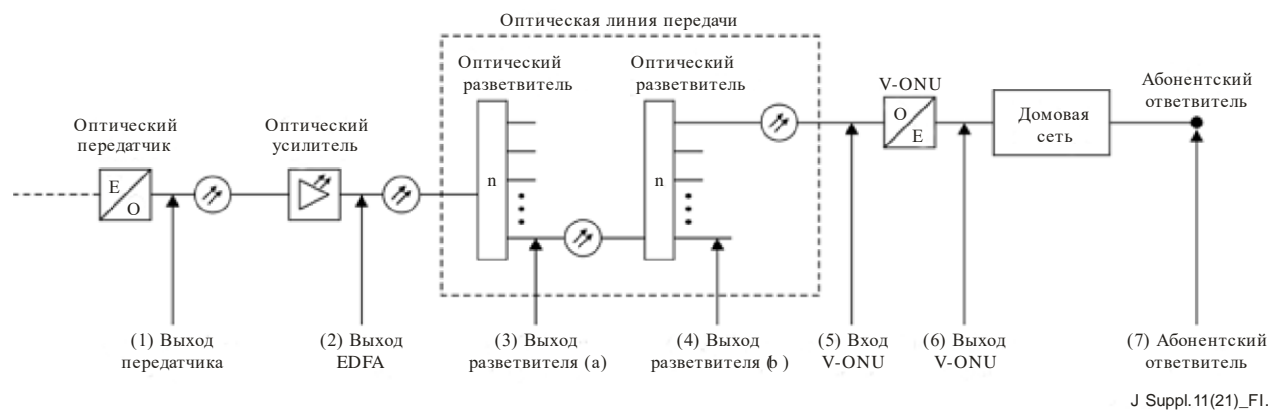 Оптическая линия передачи
Оптический
разветвитель
Оптический
разветвитель
V-ONU
Абонентский
ответвитель
Оптический
передатчик
Оптический
усилитель
O
E
Домовая
сеть
E
O
n
n
(1) Выход
передатчика
(2) Выход
EDFA
(3) Выход
разветвителя (a)
(4) Выход
разветвителя (b )
(5) Вход
V-ONU
(6) Выход
V-ONU
(7) Абонентский
ответвитель
J Suppl.11(21)_FI.